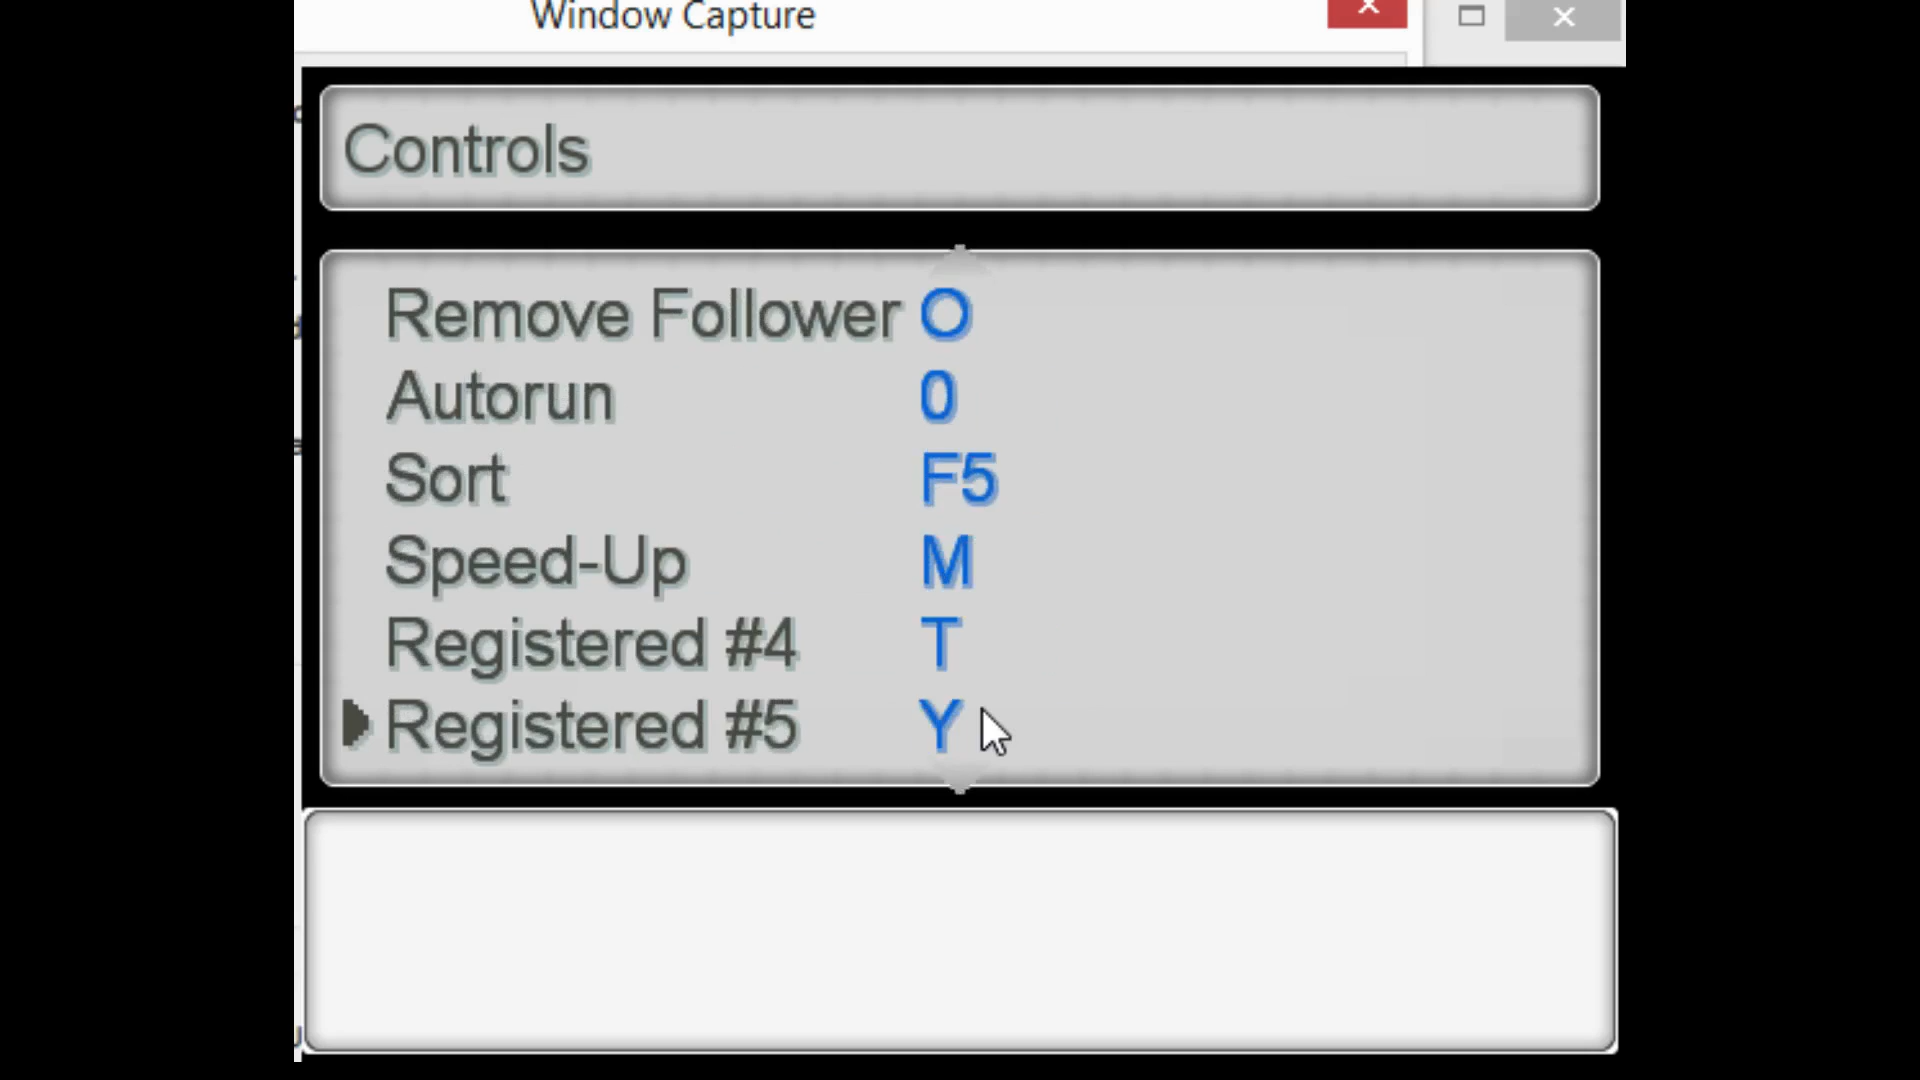 Window Capture
Controls
Remove Follower O
Autorun 0
Sort F5
Speed-Up M
Registered #4 T
Registered #5 Y